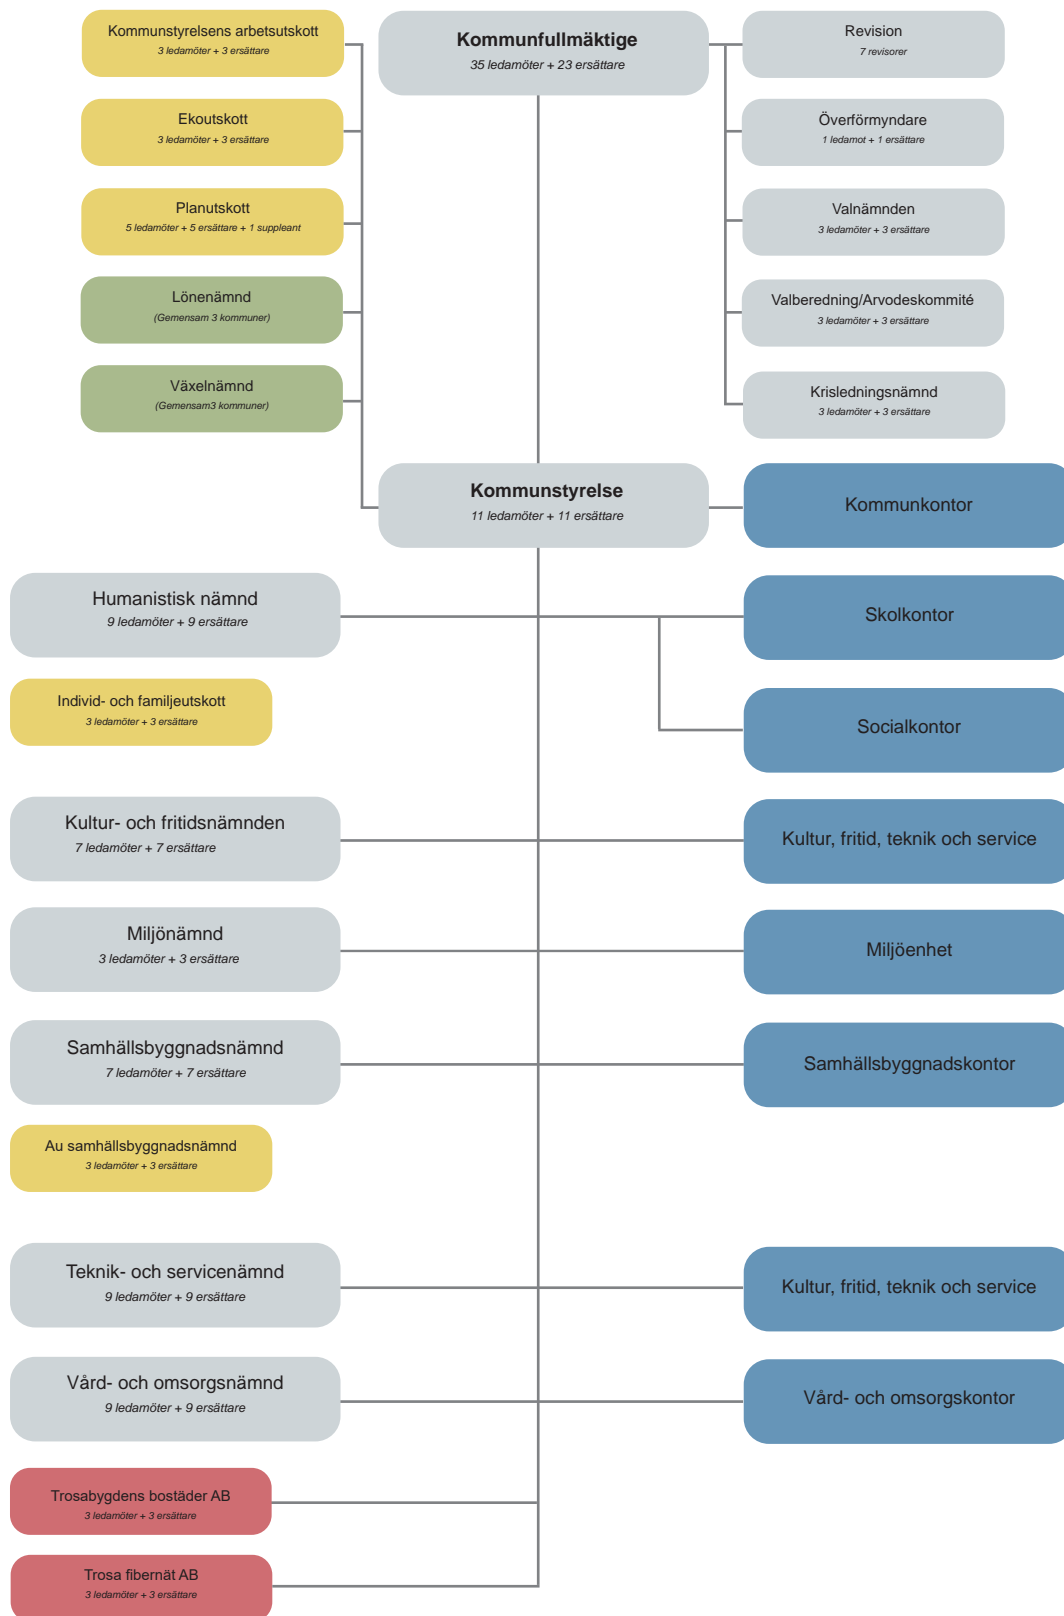 Kommunstyrelsens arbetsutskott
3 ledamöter + 3 ersättare
Kommunfullmäktige
35 ledamöter + 23 ersättare
Revision
7 revisorer
Ekoutskott
3 ledamöter + 3 ersättare
Överförmyndare
1 ledamot + 1 ersättare
Planutskott
5 ledamöter + 5 ersättare + 1 suppleant
Valnämnden
3 ledamöter + 3 ersättare
Lönenämnd
(Gemensam 3 kommuner)
Valberedning/Arvodeskommité
3 ledamöter + 3 ersättare
Växelnämnd
(Gemensam3 kommuner)
Krisledningsnämnd
3 ledamöter + 3 ersättare
Kommunstyrelse
11 ledamöter + 11 ersättare
Kommunkontor
Humanistisk nämnd
9 ledamöter + 9 ersättare
Skolkontor
Individ- och familjeutskott
3 ledamöter + 3 ersättare
Socialkontor
Kultur- och fritidsnämnden
7 ledamöter + 7 ersättare
Kultur, fritid, teknik och service
Miljönämnd
3 ledamöter + 3 ersättare
Miljöenhet
Samhällsbyggnadsnämnd
7 ledamöter + 7 ersättare
Samhällsbyggnadskontor
Au samhällsbyggnadsnämnd
3 ledamöter + 3 ersättare
Teknik- och servicenämnd
9 ledamöter + 9 ersättare
Kultur, fritid, teknik och service
Vård- och omsorgsnämnd
9 ledamöter + 9 ersättare
Vård- och omsorgskontor
Trosabygdens bostäder AB
3 ledamöter + 3 ersättare
Trosa fibernät AB
3 ledamöter + 3 ersättare